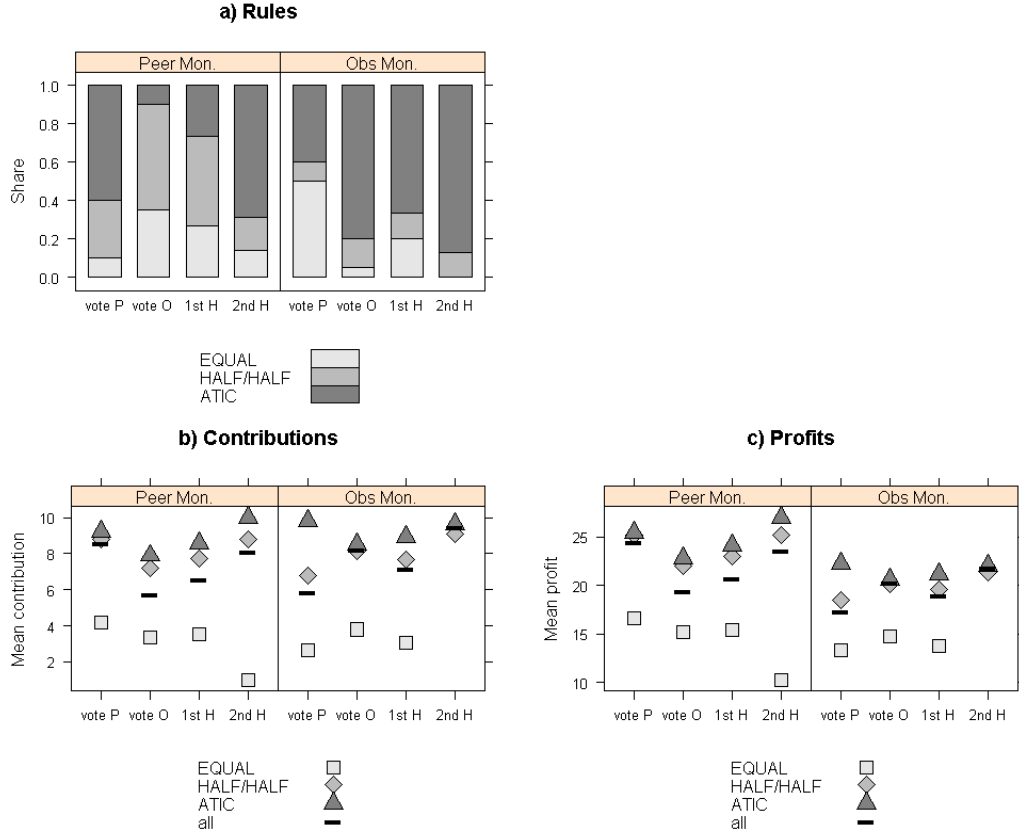 a) Rules
Peer Mon. Obs Mon.
1.0
0.8
0.6
0.4
0.2
0.0
Share
vote P vote O 1st H 2nd H vote P vote O 1st H 2nd H
EQUAL
HALF/HALF
ATIC
b) Contributions
Peer Mon. Obs Mon.
10
8
6
4
2
Mean contribution
vote P vote O 1st H 2nd H vote P vote O 1st H 2nd H
EQUAL
HALF/HALF
ATIC
all
c) Profits
Peer Mon. Obs Mon.
25
20
15
10
Mean profit
vote P vote O 1st H 2nd H vote P vote O 1st H 2nd H
EQUAL
HALF/HALF
ATIC
all